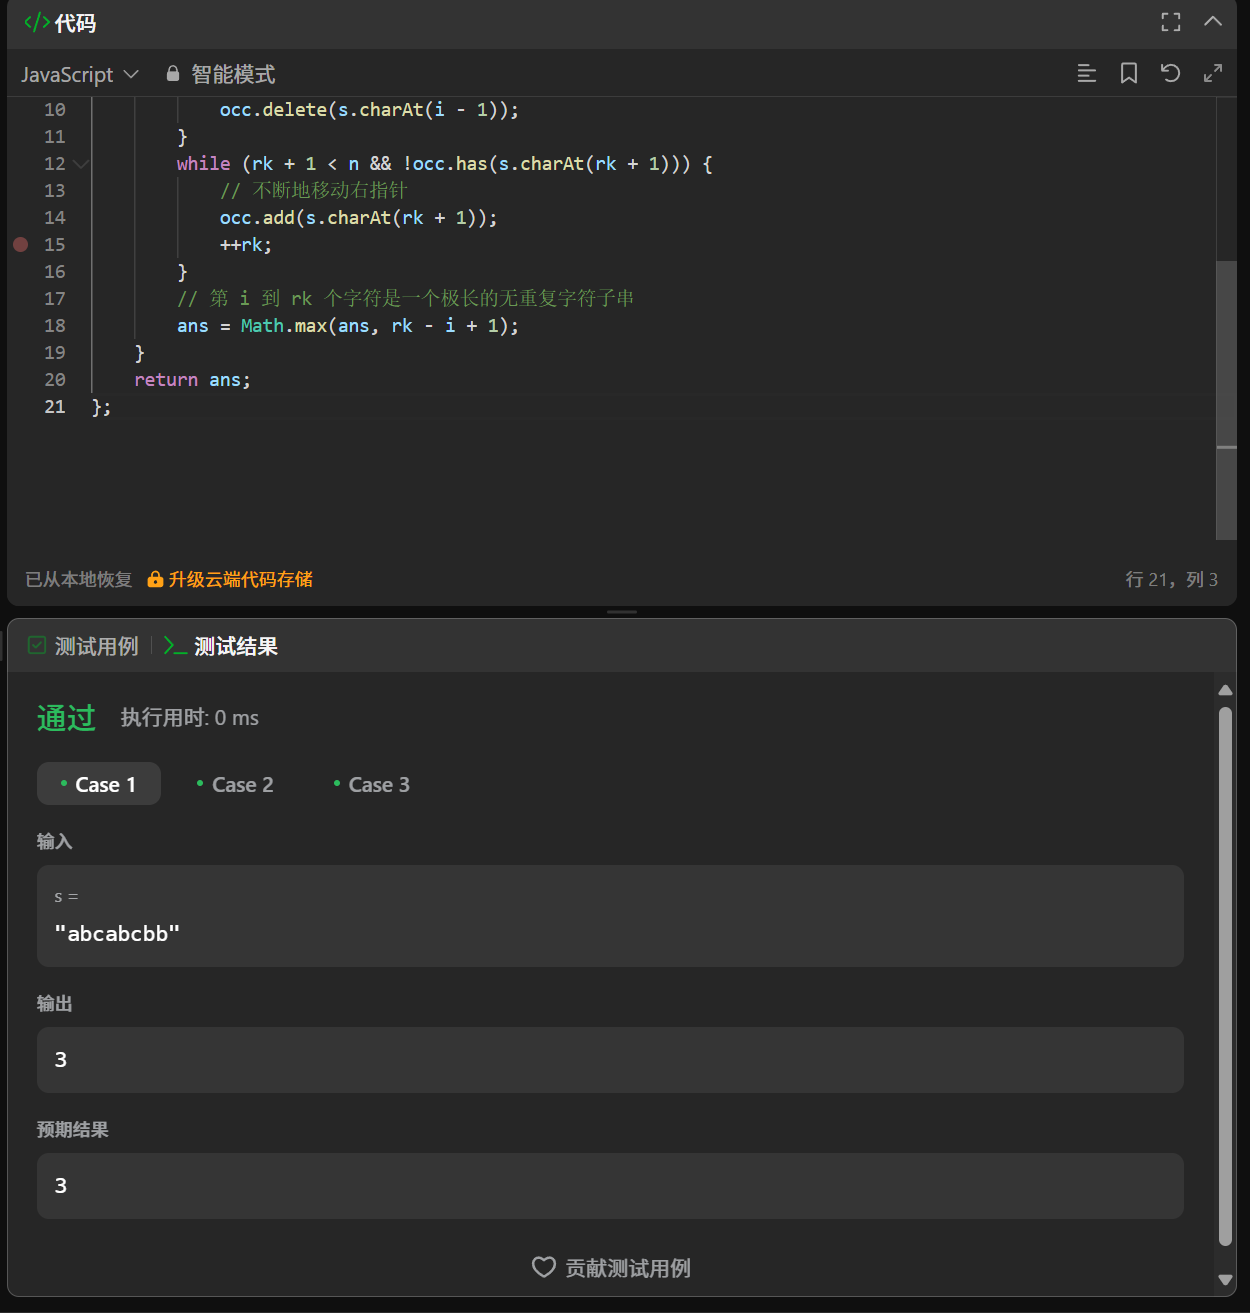 </> 代码
JavaScript 智能模式
10 occ.delete(s.charAt(i - 1));
11 }
12 while (rk + 1 < n && !occ.has(s.charAt(rk + 1))) {
13 // 不断地移动右指针
14 occ.add(s.charAt(rk + 1));
15 ++rk;
16 }
17 // 第 i 到 rk 个字符是一个极长的无重复字符子串
18 ans = Math.max(ans, rk - i + 1);
19 }
20 return ans;
21 };
已从本地恢复 升级云端代码存储 行 21，列 3
测试用例 | >_ 测试结果
通过 执行用时: 0 ms
• Case 1 • Case 2 • Case 3
输入
s =
"abcabcbb"
输出
3
预期结果
3
贡献测试用例